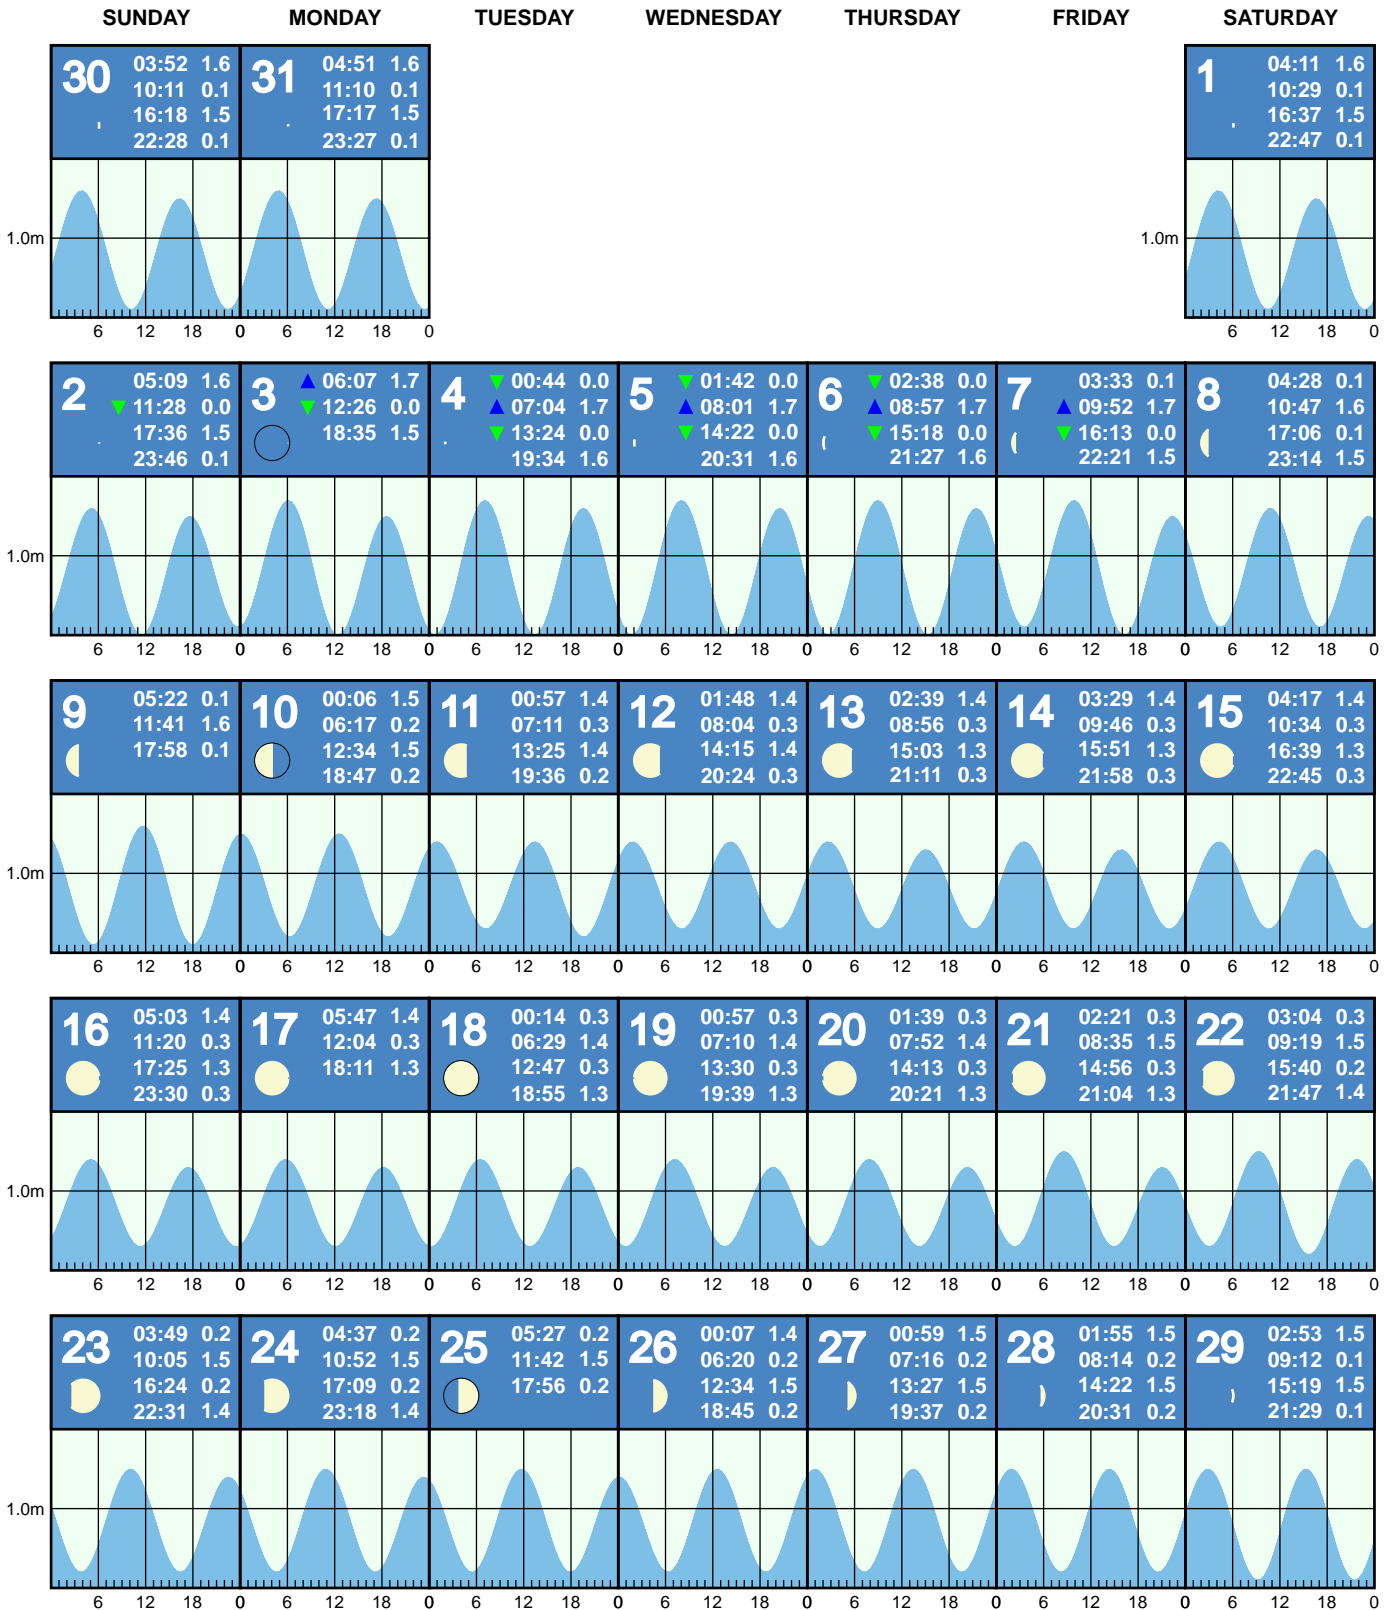 SUNDAY MONDAY TUESDAY WEDNESDAY THURSDAY FRIDAY SATURDAY
30 03:52 1.6
10:11 0.1
16:18 1.5
22:28 0.1
31 04:51 1.6
11:10 0.1
17:17 1.5
23:27 0.1
1 04:11 1.6
10:29 0.1
16:37 1.5
22:47 0.1
1.0m 1.0m
6 12 18 0 6 12 18 0 6 12 18 0
2 05:09 1.6
11:28 0.0
17:36 1.5
23:46 0.1
3 06:07 1.7
12:26 0.0
18:35 1.5
4 00:44 0.0
07:04 1.7
13:24 0.0
19:34 1.6
5 01:42 0.0
08:01 1.7
14:22 0.0
20:31 1.6
6 02:38 0.0
08:57 1.7
15:18 0.0
21:27 1.6
7 03:33 0.1
09:52 1.7
16:13 0.0
22:21 1.5
8 04:28 0.1
10:47 1.6
17:06 0.1
23:14 1.5
1.0m
6 12 18 0 6 12 18 0 6 12 18 0 6 12 18 0 6 12 18 0 6 12 18 0 6 12 18 0
9 05:22 0.1
11:41 1.6
17:58 0.1
10 00:06 1.5
06:17 0.2
12:34 1.5
18:47 0.2
11 00:57 1.4
07:11 0.3
13:25 1.4
19:36 0.2
12 01:48 1.4
08:04 0.3
14:15 1.4
20:24 0.3
13 02:39 1.4
08:56 0.3
15:03 1.3
21:11 0.3
14 03:29 1.4
09:46 0.3
15:51 1.3
21:58 0.3
15 04:17 1.4
10:34 0.3
16:39 1.3
22:45 0.3
1.0m
6 12 18 0 6 12 18 0 6 12 18 0 6 12 18 0 6 12 18 0 6 12 18 0 6 12 18 0
16 05:03 1.4
11:20 0.3
17:25 1.3
23:30 0.3
17 05:47 1.4
12:04 0.3
18:11 1.3
18 00:14 0.3
06:29 1.4
12:47 0.3
18:55 1.3
19 00:57 0.3
07:10 1.4
13:30 0.3
19:39 1.3
20 01:39 0.3
07:52 1.4
14:13 0.3
20:21 1.3
21 02:21 0.3
08:35 1.5
14:56 0.3
21:04 1.3
22 03:04 0.3
09:19 1.5
15:40 0.2
21:47 1.4
1.0m
6 12 18 0 6 12 18 0 6 12 18 0 6 12 18 0 6 12 18 0 6 12 18 0 6 12 18 0
23 03:49 0.2
10:05 1.5
16:24 0.2
22:31 1.4
24 04:37 0.2
10:52 1.5
17:09 0.2
23:18 1.4
25 05:27 0.2
11:42 1.5
17:56 0.2
26 00:07 1.4
06:20 0.2
12:34 1.5
18:45 0.2
27 00:59 1.5
07:16 0.2
13:27 1.5
19:37 0.2
28 01:55 1.5
08:14 0.2
14:22 1.5
20:31 0.2
29 02:53 1.5
09:12 0.1
15:19 1.5
21:29 0.1
1.0m
6 12 18 0 6 12 18 0 6 12 18 0 6 12 18 0 6 12 18 0 6 12 18 0 6 12 18 0